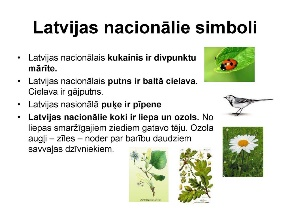 Latvijas nacionālie simboli
• Latvijas nacionālais kukainis ir divpunktu
mārīte.
• Latvijas nacionālais putns ir baltā cielava.
Cielava ir gājputns.
• Latvijas nasionālā puķe ir pīpene
• Latvijas nacionālie koki ir liepa un ozols. No
liepas smaržīgajiem ziediem gatavo tēju. Ozola
augļi – zīles – noder par barību daudziem
savvaļas dzīvniekiem.